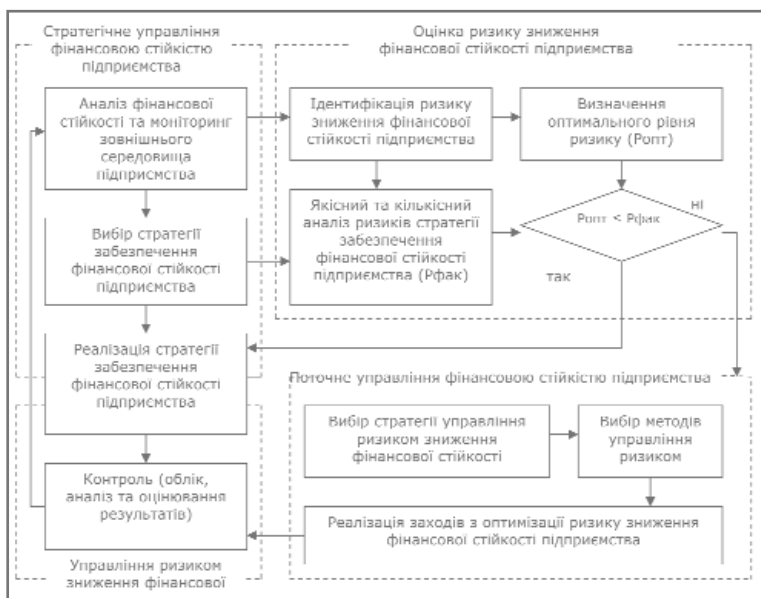 Стратегічне управління
фінансовою стійкістю
підприємства
Оцінка ризику зниження
фінансової стійкості підприємства
Аналіз фінансової
стійкості та моніторинг
зовнішнього
середовища
підприємства
Ідентифікація ризику
зниження фінансової
стійкості підприємства
Визначення
оптимального рівня
ризику (Ропт)
Вибір стратегії
забезпечення
фінансової стійкості
підприємства
Якісний та кількісний
аналіз ризиків стратегії
забезпечення
фінансової стійкості
підприємства (Рфак)
Ропт < Рфак
ні
так
Реалізація стратегії
забезпечення
фінансової стійкості
підприємства
Поточне управління фінансовою стійкістю підприємства
Вибір стратегії управління
ризиком зниження
фінансової стійкості
Вибір методів
управління
ризиком
Контроль (облік,
аналіз та оцінювання
результатів)
Реалізація заходів з оптимізації ризику зниження
фінансової стійкості підприємства
Управління ризиком
зниження фінансової